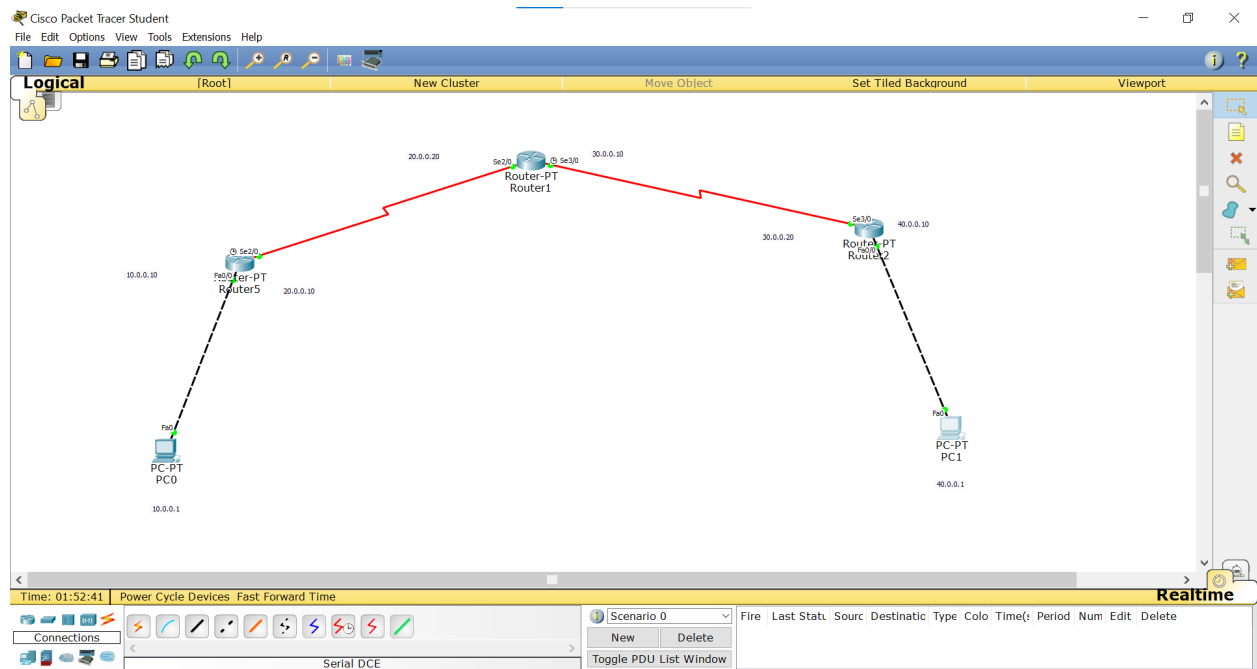 Cisco Packet Tracer Student
File Edit Options View Tools Extensions Help
Logical [Root] New Cluster Move Object Set Tiled Background Viewport
20.0.0.20 Se2/0 Se3/0 30.0.0.10
Router-PT
Router1
Se3/0 40.0.0.10
30.0.0.20
Router-PT
Fa0/0
Router2
Se2/0
10.0.0.10 Fa0/0
Router5 20.0.0.10
Fa0
PC-PT
PC0
10.0.0.1
Fa0
PC-PT
PC1
40.0.0.1
Time: 01:52:41 Power Cycle Devices Fast Forward Time Realtime
Connections
Serial DCE
Scenario 0
New Delete
Toggle PDU List Window
Fire Last Statu Sourc Destinatic Type Colo Time(s Period Num Edit Delete